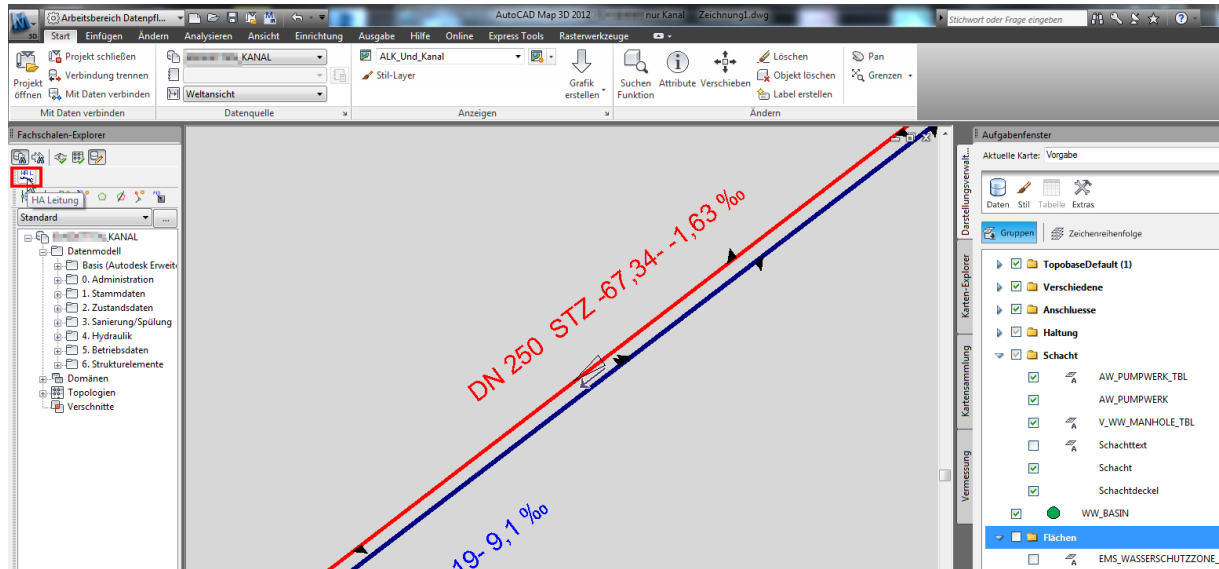 Arbeitsbereich Datenpfl...
AutoCAD Map 3D 2012 nur Kanal Zeichnung1.dwg
Stichwort oder Frage eingeben
3D Start Einfügen Ändern Analysieren Ansicht Einrichtung Ausgabe Hilfe Online Express Tools Rasterwerkzeuge
Projekt öffnen
Projekt schließen
Verbindung trennen
Mit Daten verbinden
KANAL
Weltansicht
ALK_Und_Kanal
Stil-Layer
Grafik erstellen
Suchen Funktion
Attribute
Verschieben
Löschen
Objekt löschen
Label erstellen
Pan
Grenzen
Mit Daten verbinden
Datenquelle
Anzeigen
Ändern
Fachschalen-Explorer
HAL
HA Leitung
Standard
...
KANAL
Datenmodell
Basis (Autodesk Erweit
0. Administration
1. Stammdaten
2. Zustandsdaten
3. Sanierung/Spülung
4. Hydraulik
5. Betriebsdaten
6. Strukturelemente
Domänen
Topologien
Verschnitte
DN 250 STZ -67,34- -1,63 ‰
19- 9,1 ‰
Darstellungsverwalt...
Karten-Explorer
Kartensammlung
Vermessung
Aufgabenfenster
Aktuelle Karte: Vorgabe
Daten Stil Tabelle Extras
Gruppen
Zeichenreihenfolge
TopobaseDefault (1)
Verschiedene
Anschluesse
Haltung
Schacht
AW_PUMPWERK_TBL
AW_PUMPWERK
V_WW_MANHOLE_TBL
Schachttext
Schacht
Schachtdeckel
WW_BASIN
Flächen
EMS_WASSERSCHUTZZONE_